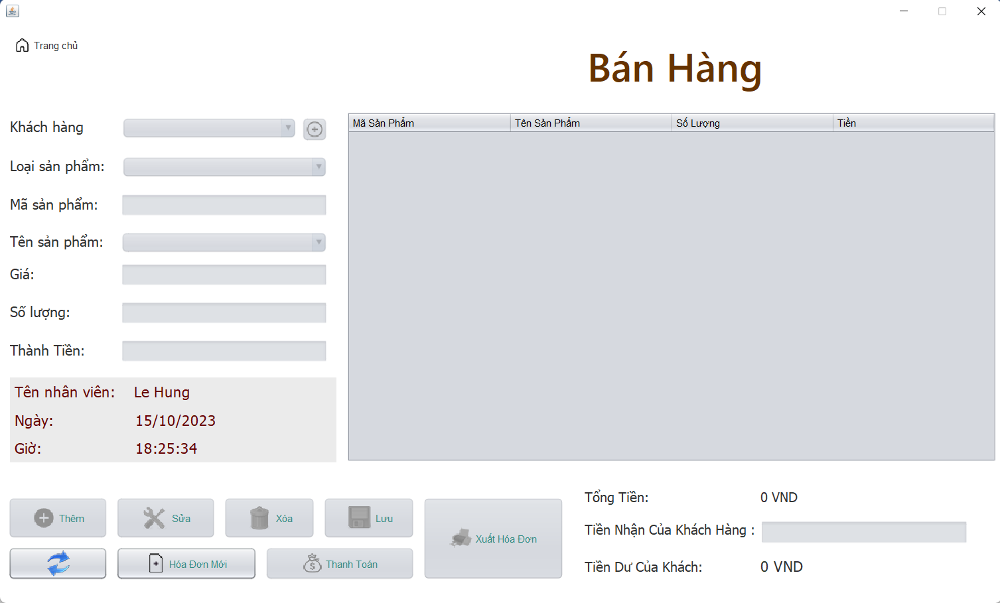 Trang chủ
Bán Hàng
Khách hàng
Loại sản phẩm:
Mã sản phẩm:
Tên sản phẩm:
Giá:
Số lượng:
Thành Tiền:
Mã Sản Phẩm Tên Sản Phẩm Số Lượng Tiền
Tên nhân viên: Le Hung
Ngày: 15/10/2023
Giờ: 18:25:34
Thêm Sửa Xóa Lưu
Hóa Đơn Mới Thanh Toán
Xuất Hóa Đơn
Tổng Tiền: 0 VND
Tiền Nhận Của Khách Hàng :
Tiền Dư Của Khách: 0 VND